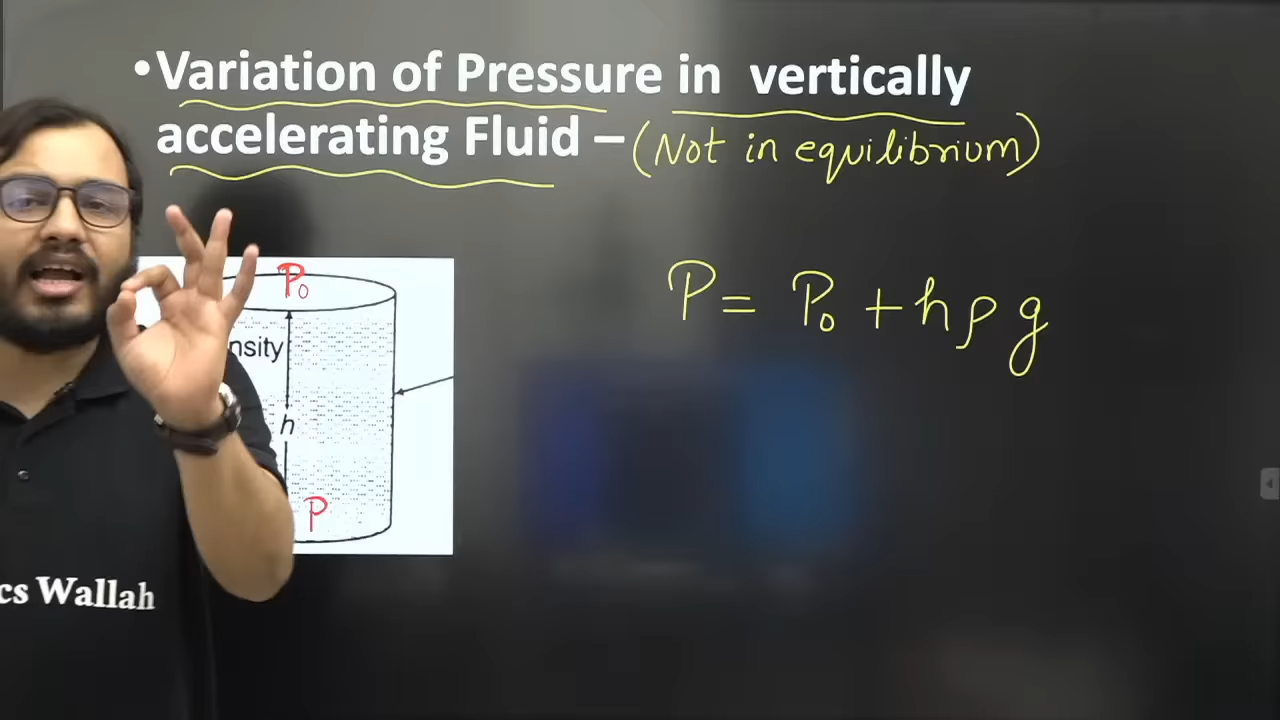 •Variation of Pressure in vertically
accelerating Fluid – (Not in equilibrium)
P₀
P = P₀ + hρg
nsity
h
P
cs Wallah